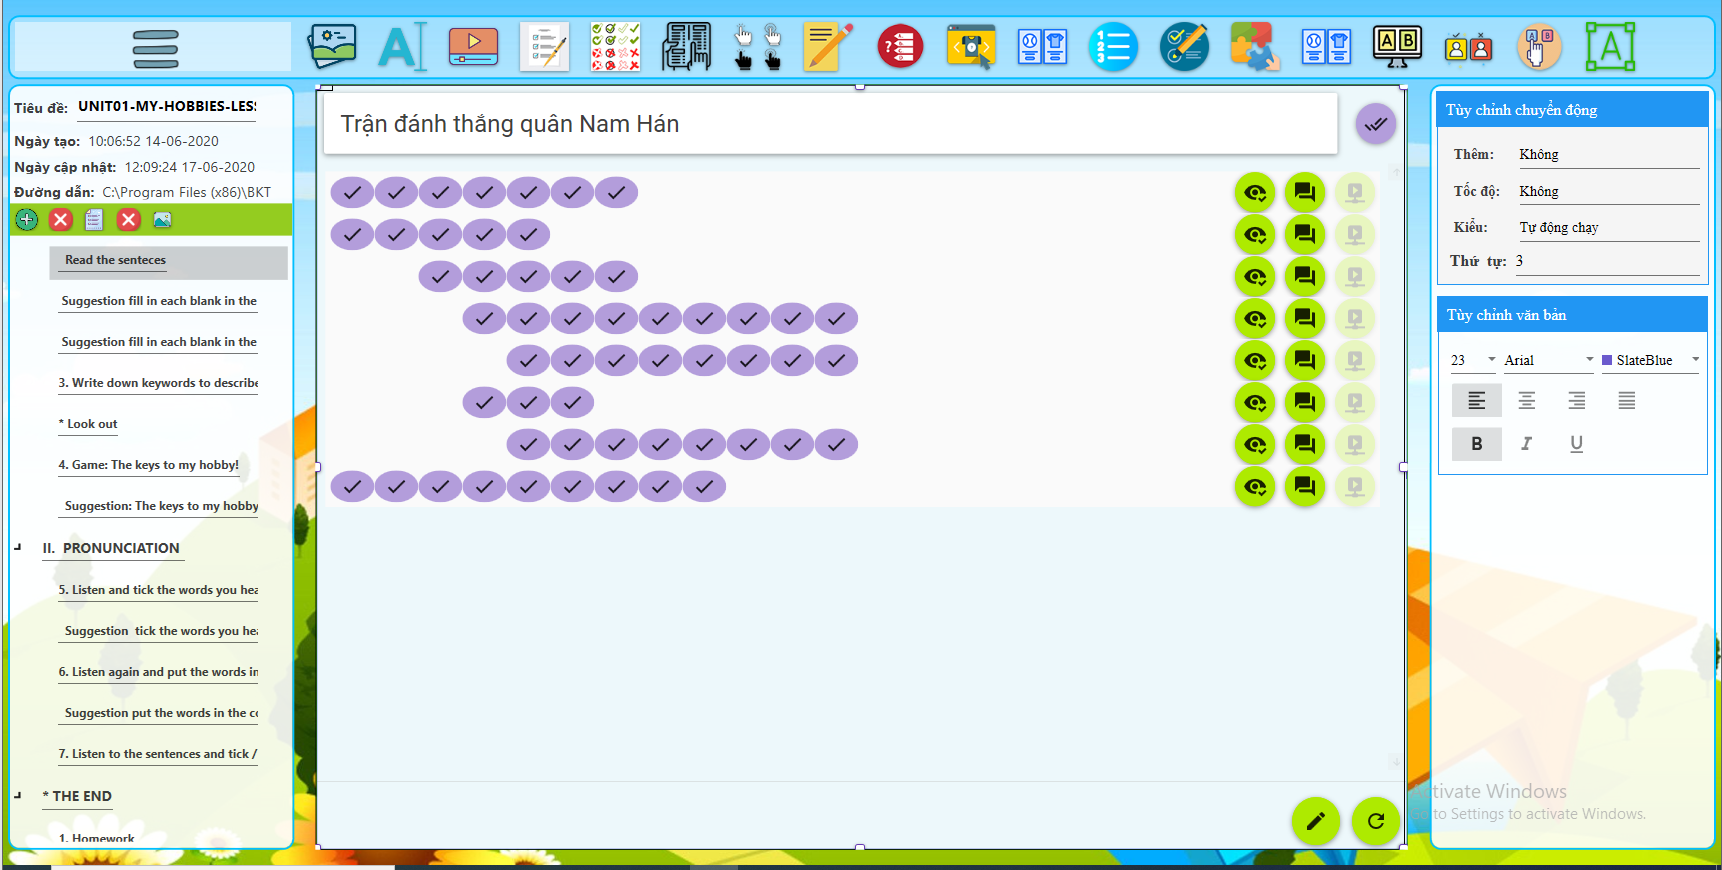 Tiêu đề: UNIT01-MY-HOBBIES-LES
Ngày tạo: 10:06:52 14-06-2020
Ngày cập nhật: 12:09:24 17-06-2020
Đường dẫn: C:\Program Files (x86)\BKT
Read the senteces
Suggestion fill in each blank in the
Suggestion fill in each blank in the
3. Write down keywords to describe
* Look out
4. Game: The keys to my hobby!
Suggestion: The keys to my hobby
II. PRONUNCIATION
5. Listen and tick the words you hea
Suggestion tick the words you hea
6. Listen again and put the words in
Suggestion put the words in the co
7. Listen to the sentences and tick /
* THE END
1. Homework
Trận đánh thắng quân Nam Hán
Tùy chỉnh chuyển động
Thêm: Không
Tốc độ: Không
Kiểu: Tự động chạy
Thứ tự: 3
Tùy chỉnh văn bản
23 Arial SlateBlue
B I U
Activate Windows
Go to Settings to activate Windows.